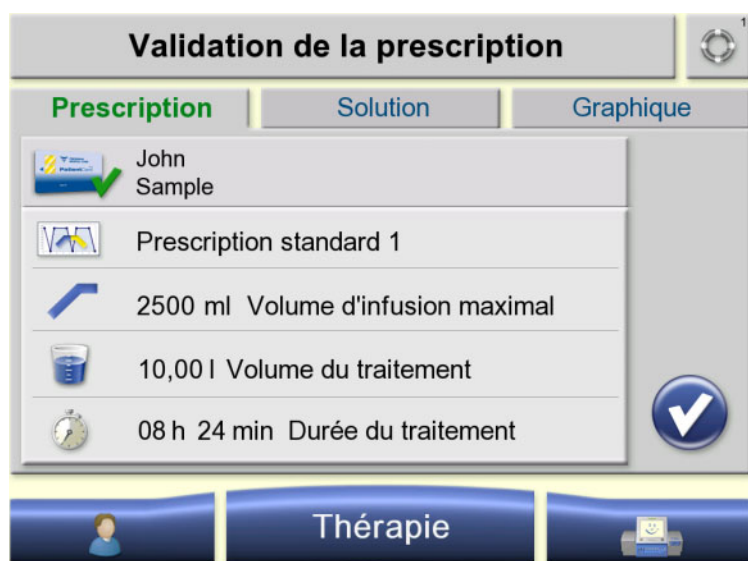 Validation de la prescription
1
Prescription
Solution
Graphique
John
Sample
Prescription standard 1
2500 ml Volume d'infusion maximal
10,00 l Volume du traitement
08 h 24 min Durée du traitement
Thérapie